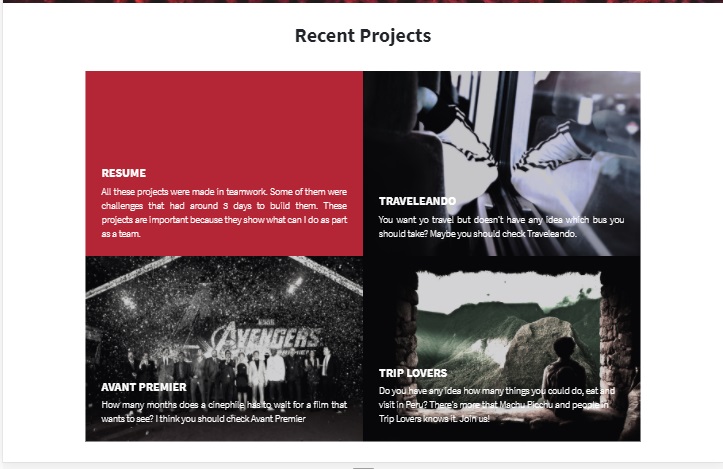 Recent Projects
RESUME
All these projects were made in teamwork. Some of them were
challenges that had around 3 days to build them. These
projects are important because they show what can I do as part
as a team.
TRAVELEANDO
You want yo travel but doesn't have any idea which bus you
should take? Maybe you should check Traveleando.
AVENGERS
AVANT PREMIER
How many months does a cinephile has to wait for a film that
wants to see? I think you should check Avant Premier
TRIP LOVERS
Do you have any idea how many things you could do, eat and
visit in Peru? There's more that Machu Picchu and people in
Trip Lovers knows it. Join us!